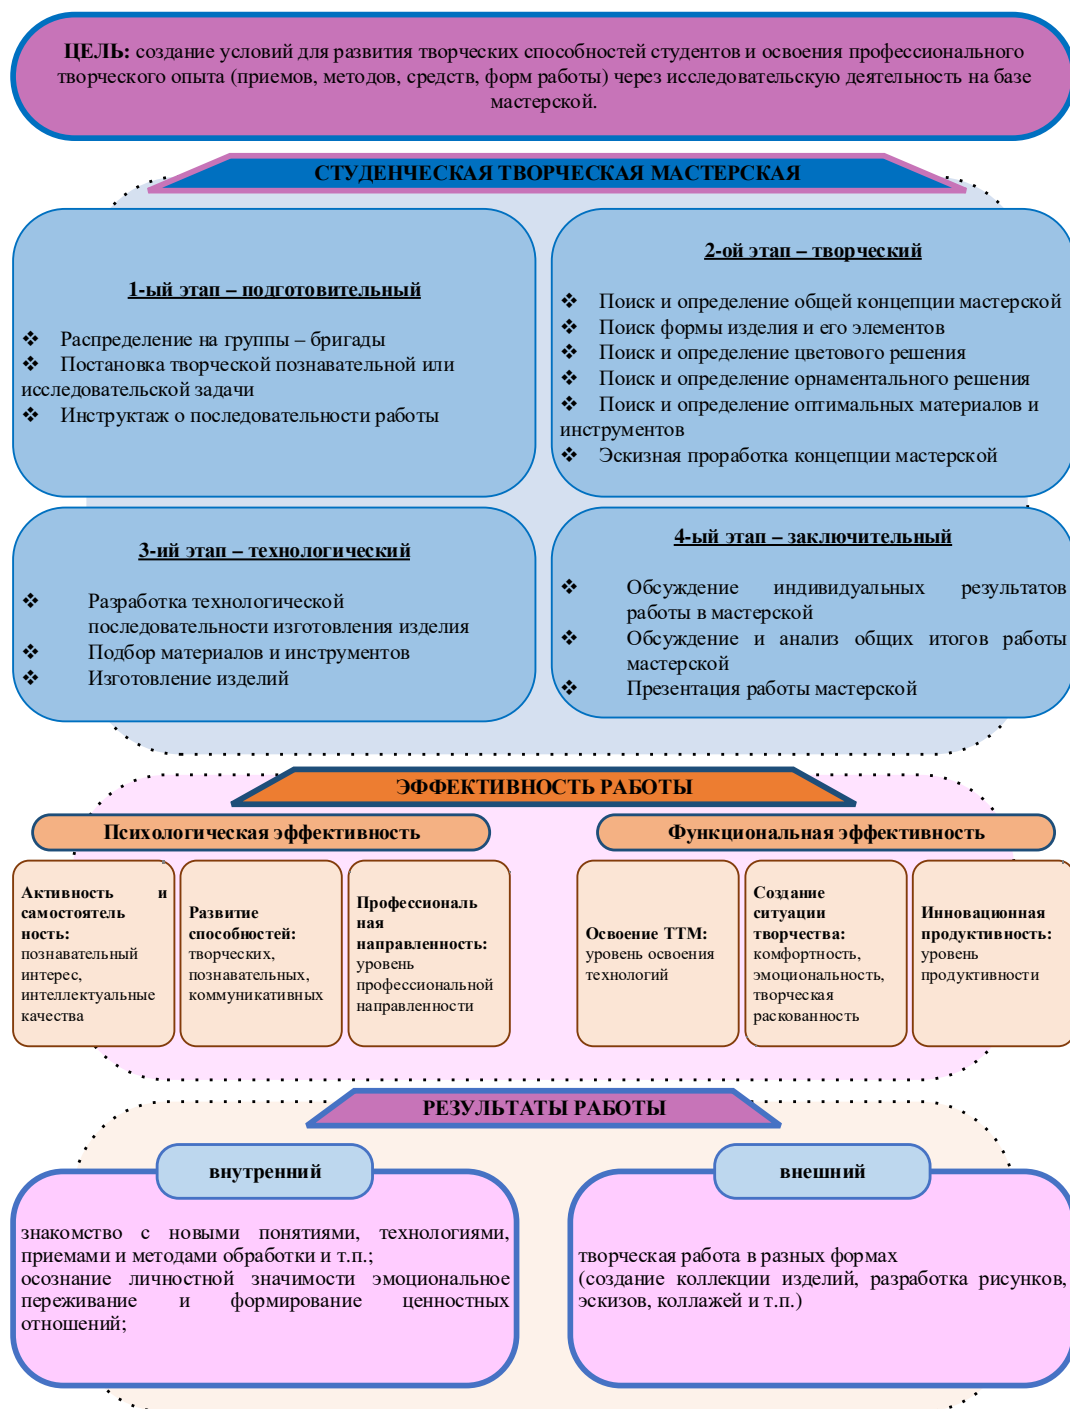 ЦЕЛЬ: создание условий для развития творческих способностей студентов и освоения профессионального
творческого опыта (приемов, методов, средств, форм работы) через исследовательскую деятельность на базе
мастерской.
СТУДЕНЧЕСКАЯ ТВОРЧЕСКАЯ МАСТЕРСКАЯ
1-ый этап – подготовительный
❖ Распределение на группы – бригады
❖ Постановка творческой познавательной или
исследовательской задачи
❖ Инструктаж о последовательности работы
2-ой этап – творческий
❖ Поиск и определение общей концепции мастерской
❖ Поиск формы изделия и его элементов
❖ Поиск и определение цветового решения
❖ Поиск и определение орнаментального решения
❖ Поиск и определение оптимальных материалов и
инструментов
❖ Эскизная проработка концепции мастерской
3-ий этап – технологический
❖ Разработка технологической
последовательности изготовления изделия
❖ Подбор материалов и инструментов
❖ Изготовление изделий
4-ый этап – заключительный
❖ Обсуждение индивидуальных результатов
работы в мастерской
❖ Обсуждение и анализ общих итогов работы
мастерской
❖ Презентация работы мастерской
ЭФФЕКТИВНОСТЬ РАБОТЫ
Психологическая эффективность
Активность и
самостоятель
ность:
познавательный
интерес,
интеллектуальные
качества
Развитие
способностей:
творческих,
познавательных,
коммуникативных
Профессиональ
ная
направленность:
уровень
профессиональной
направленности
Функциональная эффективность
Освоение ТТМ:
уровень освоения
технологий
Создание
ситуации
творчества:
комфортность,
эмоциональность,
творческая
раскованность
Инновационная
продуктивность:
уровень
продуктивности
РЕЗУЛЬТАТЫ РАБОТЫ
внутренний
знакомство с новыми понятиями, технологиями,
приемами и методами обработки и т.п.;
осознание личностной значимости эмоциональное
переживание и формирование ценностных
отношений;
внешний
творческая работа в разных формах
(создание коллекции изделий, разработка рисунков,
эскизов, коллажей и т.п.)